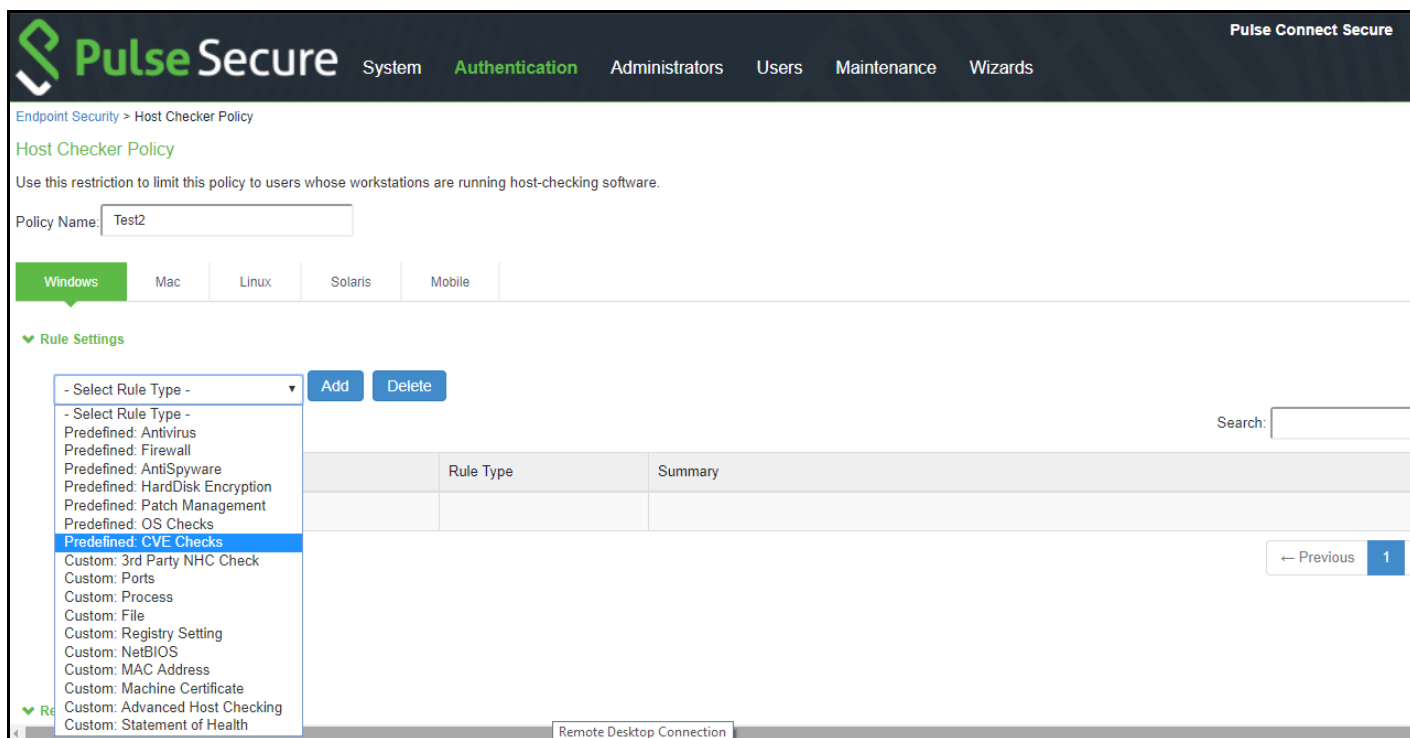 Pulse Connect Secure
Pulse Secure System Authentication Administrators Users Maintenance Wizards
Endpoint Security > Host Checker Policy
Host Checker Policy
Use this restriction to limit this policy to users whose workstations are running host-checking software.
Policy Name: Test2
Windows Mac Linux Solaris Mobile
Rule Settings
- Select Rule Type - Add Delete
- Select Rule Type -
Predefined: Antivirus
Search:
Predefined: Firewall
Predefined: AntiSpyware
Rule Type Summary
Predefined: HardDisk Encryption
Predefined: Patch Management
Predefined: OS Checks
Predefined: CVE Checks
Custom: 3rd Party NHC Check
← Previous 1
Custom: Ports
Custom: Process
Custom: File
Custom: Registry Setting
Custom: NetBIOS
Custom: MAC Address
Custom: Machine Certificate
Custom: Advanced Host Checking
Custom: Statement of Health
Remote Desktop Connection